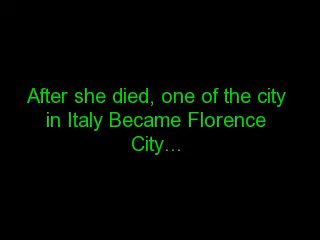 After she died, one of the city
in Italy Became Florence
City...